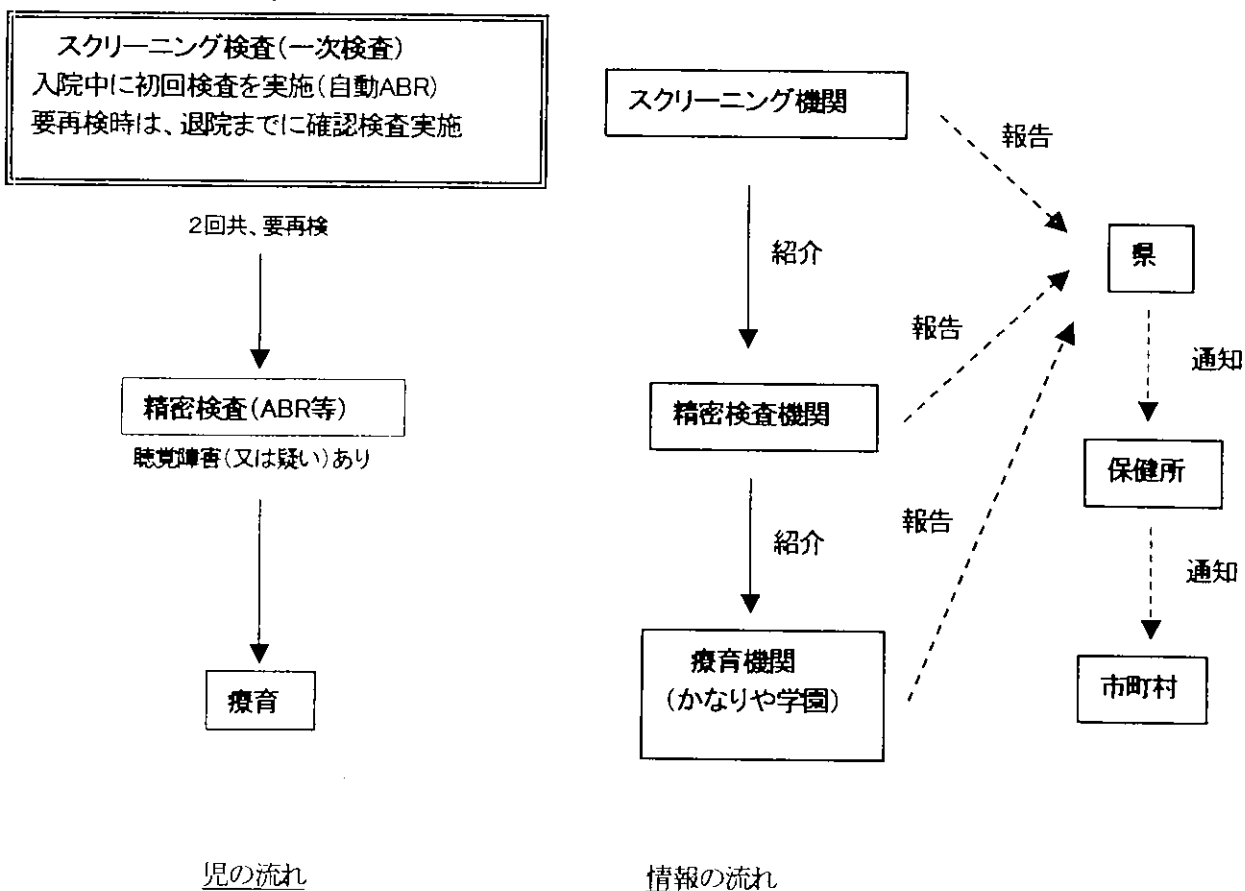 スクリーニング検査(一次検査)
入院中に初回検査を実施(自動ABR)
要再検時は、退院までに確認検査実施
2回共、要再検
精密検査(ABR等)
聴覚障害(又は疑い)あり
療育
児の流れ
スクリーニング機関
報告
紹介
県
報告
通知
精密検査機関
保健所
報告
紹介
通知
療育機関
(かなりや学園)
市町村
情報の流れ